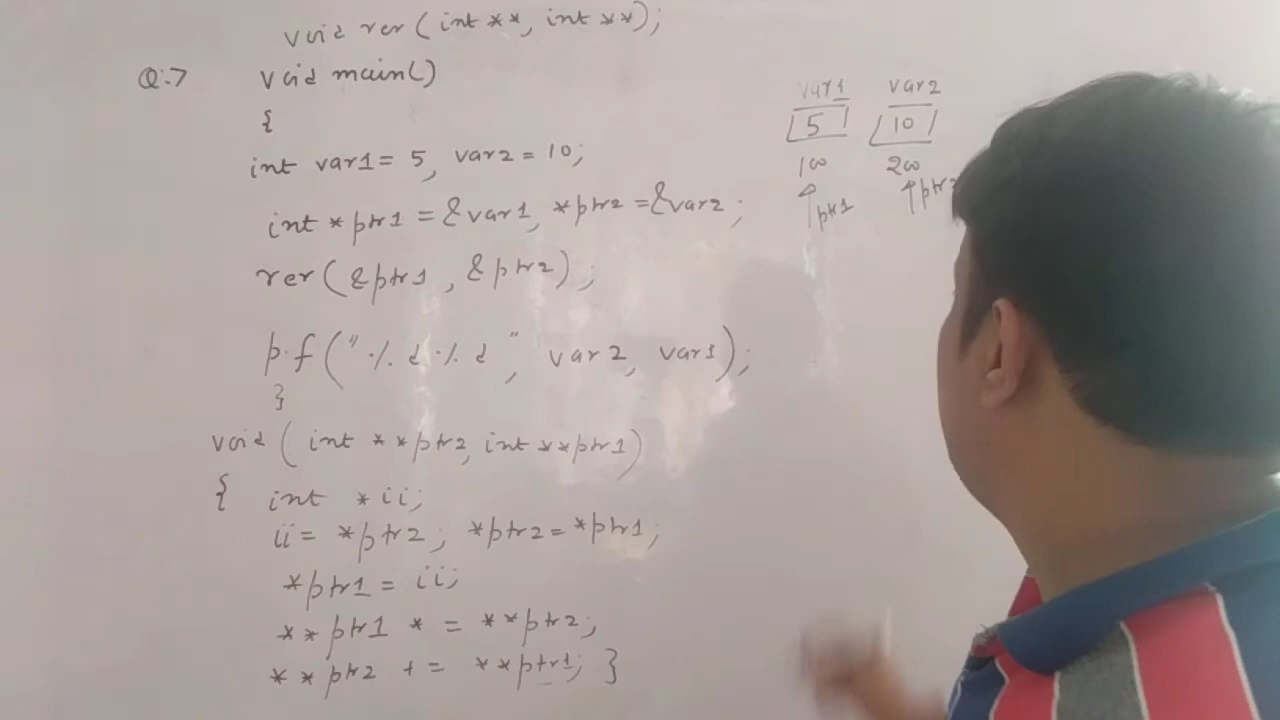 void rer (int **, int **);
Q:7 void main()
{
int var1 = 5, var2 = 10;
int *ptr1 = &var1, *ptr2 = &var2;
rer(&ptr1, &ptr2);
p.f("%d %d", var2, var1);
}
void (int **ptr2, int **ptr1)
{ int *ii;
ii = *ptr2; *ptr2 = *ptr1;
*ptr1 = ii;
**ptr1 * = **ptr2;
**ptr2 + = **ptr1; }
var1 var2
5 10
100 200
ptr1 ptr2